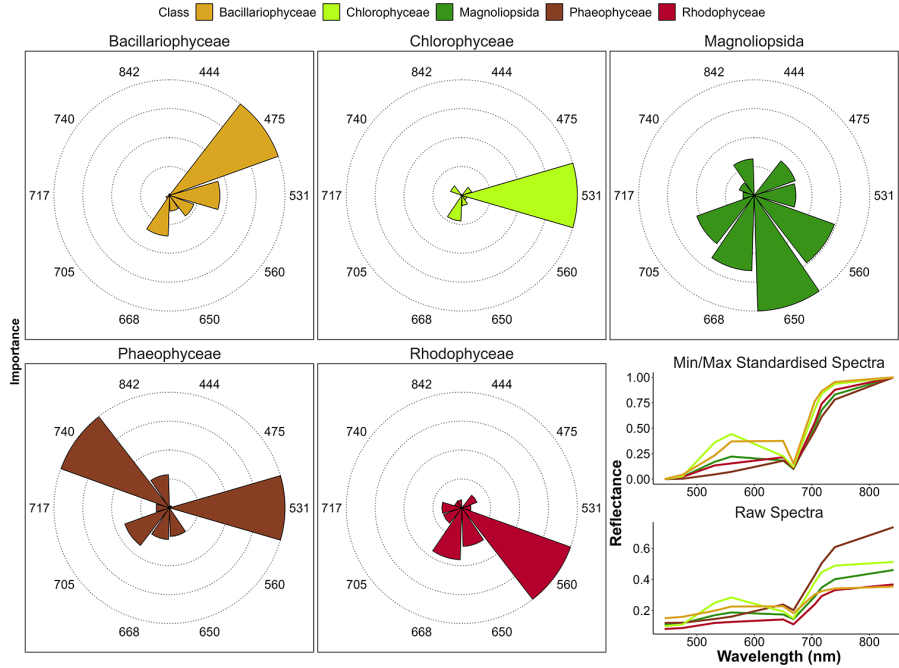 Class Bacillariophyceae Chlorophyceae Magnoliopsida Phaeophyceae Rhodophyceae
Bacillariophyceae
Chlorophyceae
Magnoliopsida
842 444
740 475
717 531
705 560
668 650
842 444
740 475
717 531
705 560
668 650
842 444
740 475
717 531
705 560
668 650
Importance
Phaeophyceae
Rhodophyceae
842 444
740 475
717 531
705 560
668 650
842 444
740 475
717 531
705 560
668 650
Min/Max Standardised Spectra
1.00
0.75
0.50
0.25
0.00
500 600 700 800
Reflectance
Raw Spectra
0.6
0.4
0.2
500 600 700 800
Wavelength (nm)